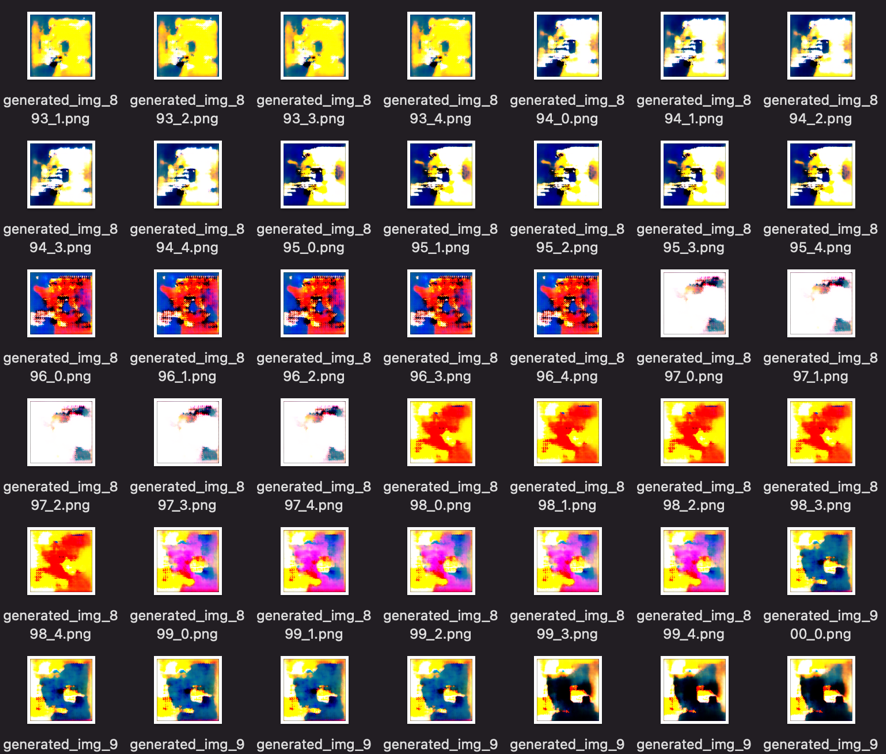 generated_img_8 generated_img_8 generated_img_8 generated_img_8 generated_img_8 generated_img_8 generated_img_8
93_1.png 93_2.png 93_3.png 93_4.png 94_0.png 94_1.png 94_2.png
generated_img_8 generated_img_8 generated_img_8 generated_img_8 generated_img_8 generated_img_8 generated_img_8
94_3.png 94_4.png 95_0.png 95_1.png 95_2.png 95_3.png 95_4.png
generated_img_8 generated_img_8 generated_img_8 generated_img_8 generated_img_8 generated_img_8 generated_img_8
96_0.png 96_1.png 96_2.png 96_3.png 96_4.png 97_0.png 97_1.png
generated_img_8 generated_img_8 generated_img_8 generated_img_8 generated_img_8 generated_img_8 generated_img_8
97_2.png 97_3.png 97_4.png 98_0.png 98_1.png 98_2.png 98_3.png
generated_img_8 generated_img_8 generated_img_8 generated_img_8 generated_img_8 generated_img_8 generated_img_9
98_4.png 99_0.png 99_1.png 99_2.png 99_3.png 99_4.png 00_0.png
generated_img_9 generated_img_9 generated_img_9 generated_img_9 generated_img_9 generated_img_9 generated_img_9